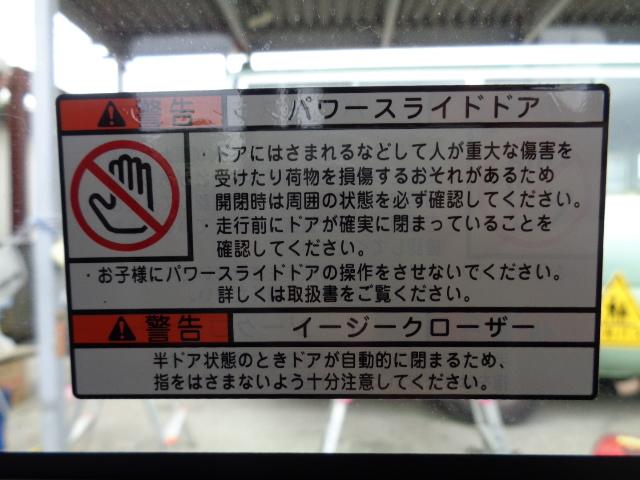 警告 パワースライドドア
・ドアにはさまれるなどして人が重大な傷害を
受けたり荷物を損傷するおそれがあるため
開閉時は周囲の状態を必ず確認してください。
・走行前にドアが確実に閉まっていることを
確認してください。
・お子様にパワースライドドアの操作をさせないでください。
詳しくは取扱書をご覧ください。
警告 イージークローザー
半ドア状態のときドアが自動的に閉まるため、
指をはさまないよう十分注意してください。